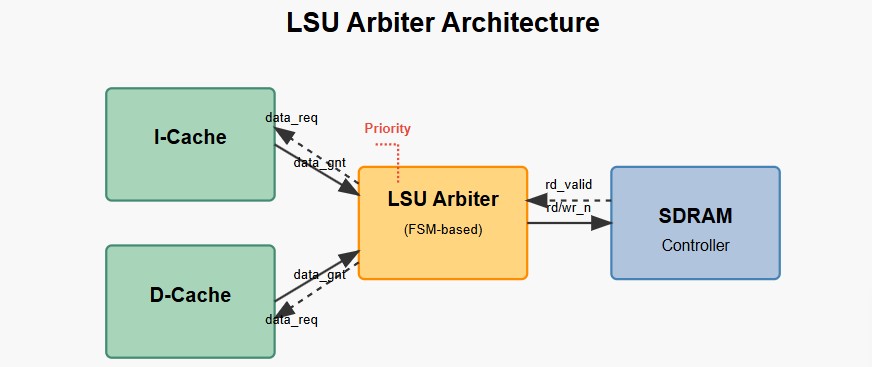 LSU Arbiter Architecture
I-Cache
data_req
data_gnt
Priority
LSU Arbiter
(FSM-based)
rd_valid
rd/wr_n
SDRAM
Controller
D-Cache
data_gnt
data_req